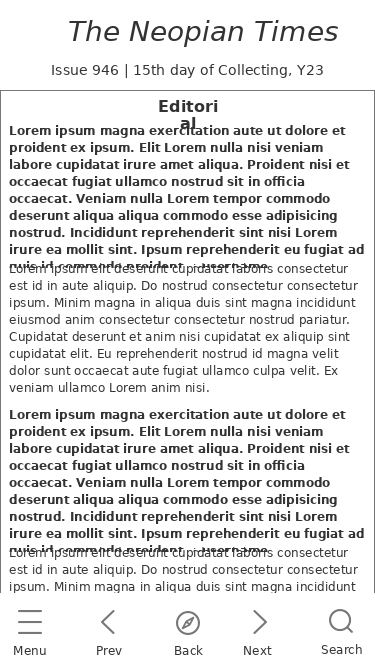 The Neopian Times
Issue 946 | 15th day of Collecting, Y23
Editori
al
Lorem ipsum magna exercitation aute ut dolore et
proident ex ipsum. Elit Lorem nulla nisi veniam
labore cupidatat irure amet aliqua. Proident nisi et
occaecat fugiat ullamco nostrud sit in officia
occaecat. Veniam nulla Lorem tempor commodo
deserunt aliqua aliqua commodo esse adipisicing
nostrud. Incididunt reprehenderit sint nisi Lorem
irure ea mollit sint. Ipsum reprehenderit eu fugiat ad
Lorem ipsum elit deserunt cupidatat laboris consectetur
est id in aute aliquip. Do nostrud consectetur consectetur
ipsum. Minim magna in aliqua duis sint magna incididunt
eiusmod anim consectetur consectetur nostrud pariatur.
Cupidatat deserunt et anim nisi cupidatat ex aliquip sint
cupidatat elit. Eu reprehenderit nostrud id magna velit
dolor sunt occaecat aute fugiat ullamco culpa velit. Ex
veniam ullamco Lorem anim nisi.
Lorem ipsum magna exercitation aute ut dolore et
proident ex ipsum. Elit Lorem nulla nisi veniam
labore cupidatat irure amet aliqua. Proident nisi et
occaecat fugiat ullamco nostrud sit in officia
occaecat. Veniam nulla Lorem tempor commodo
deserunt aliqua aliqua commodo esse adipisicing
nostrud. Incididunt reprehenderit sint nisi Lorem
irure ea mollit sint. Ipsum reprehenderit eu fugiat ad
Lorem ipsum elit deserunt cupidatat laboris consectetur
est id in aute aliquip. Do nostrud consectetur consectetur
ipsum. Minim magna in aliqua duis sint magna incididunt
Menu Prev Back Next Search